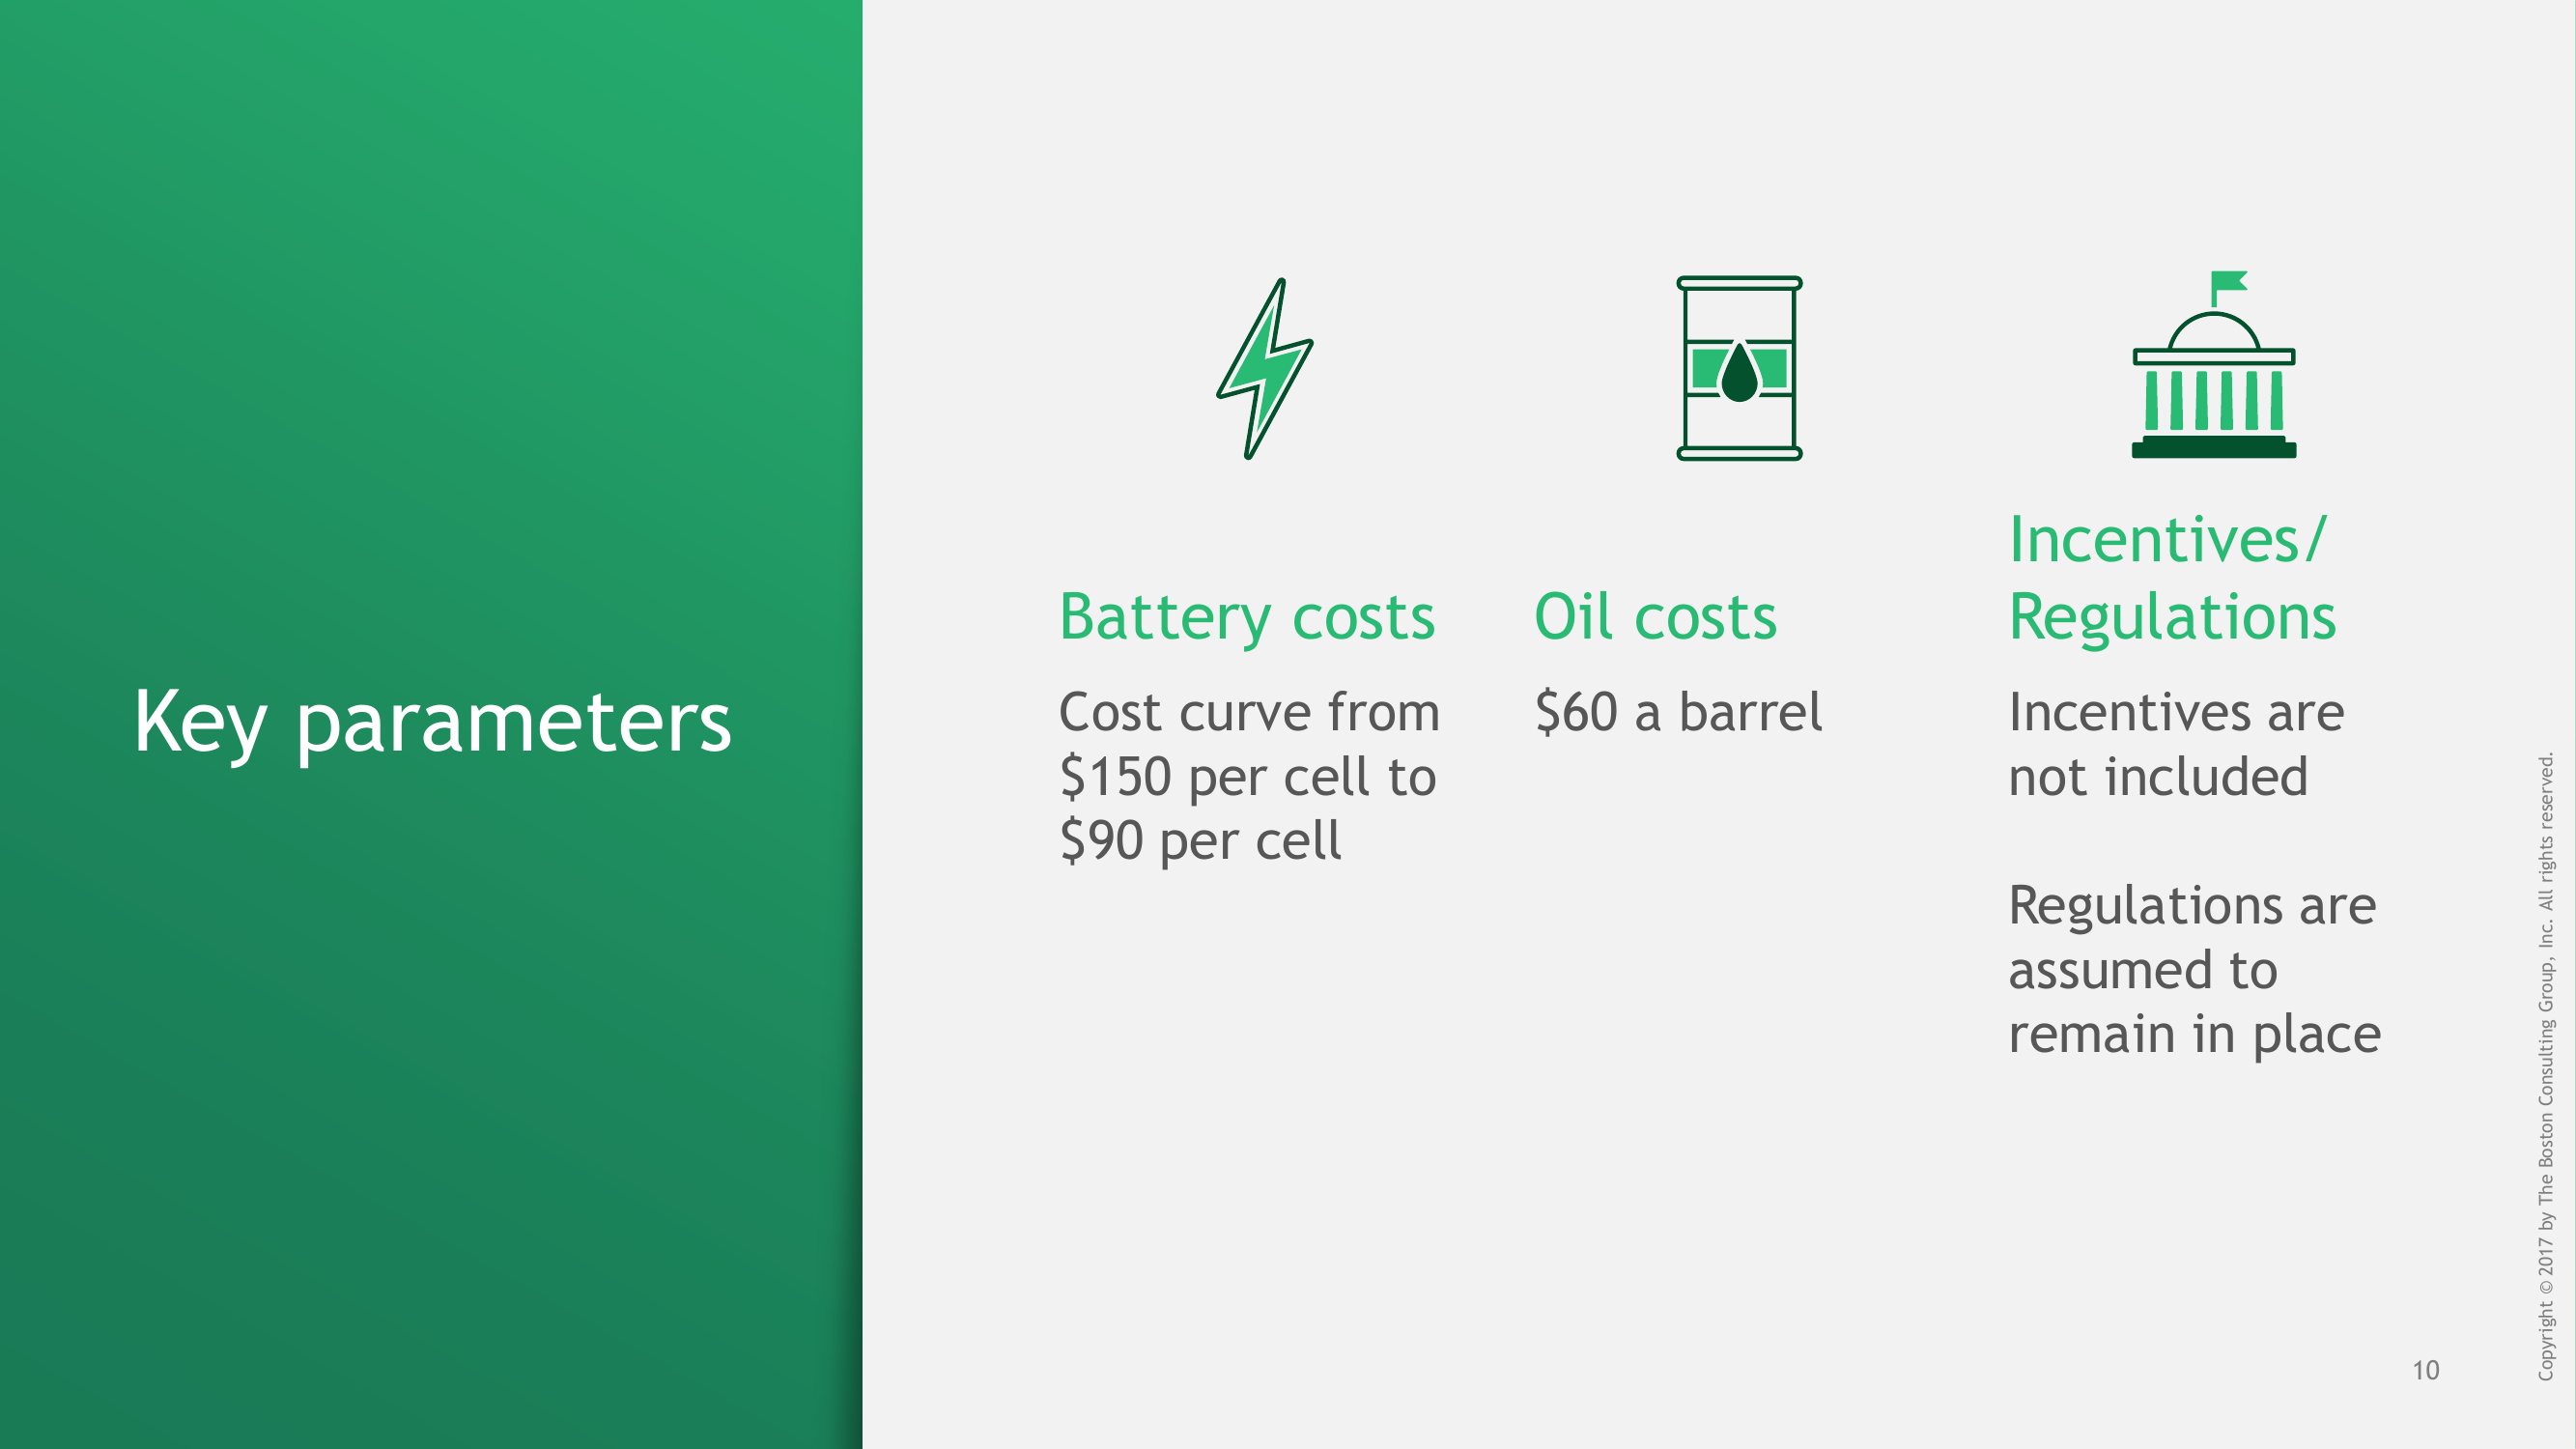 Key parameters
Battery costs
Cost curve from
$150 per cell to
$90 per cell
Oil costs
$60 a barrel
Incentives/
Regulations
Incentives are
not included
Regulations are
assumed to
remain in place
10
Copyright © 2017 by The Boston Consulting Group, Inc. All rights reserved.